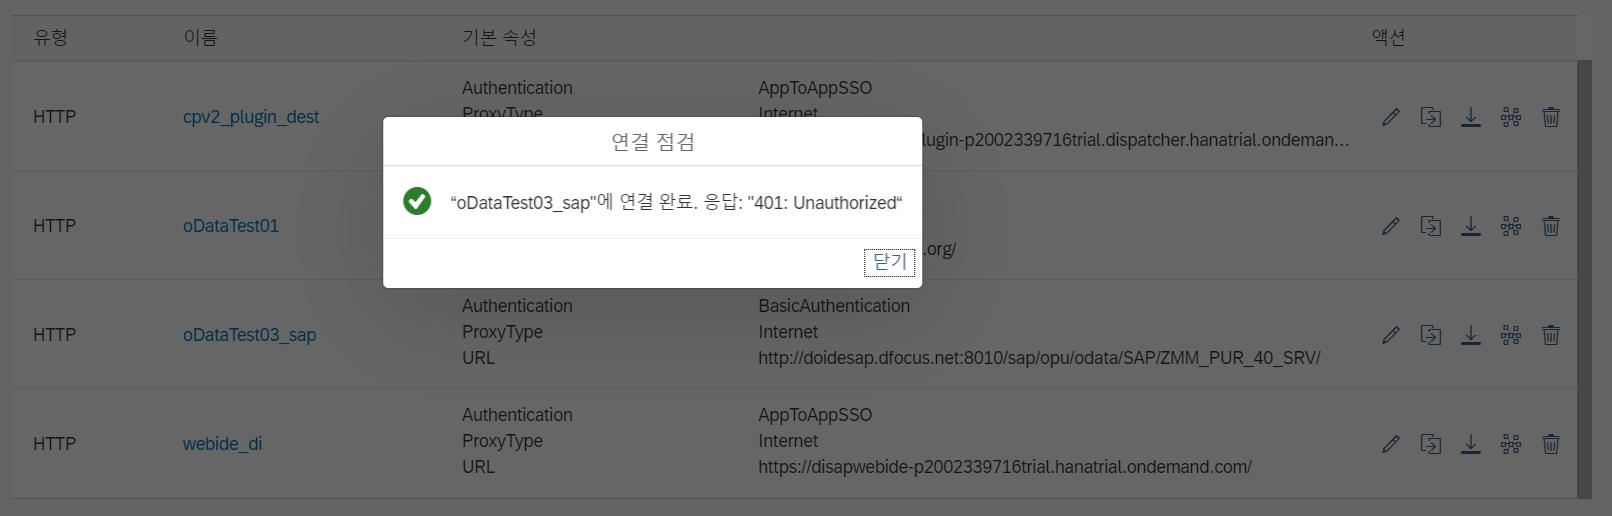 유형 이름 기본 속성 액션
HTTP cpv2_plugin_dest Authentication AppToAppSSO
ProxyType Internet
lugin-p2002339716trial.dispatcher.hanatrial.ondeman...
연결 점검
“oDataTest03_sap"에 연결 완료. 응답: "401: Unauthorized“
닫기
HTTP oDataTest01
.org/
HTTP oDataTest03_sap Authentication BasicAuthentication
ProxyType Internet
URL http://doidesap.dfocus.net:8010/sap/opu/odata/SAP/ZMM_PUR_40_SRV/
HTTP webide_di Authentication AppToAppSSO
ProxyType Internet
URL https://disapwebide-p2002339716trial.hanatrial.ondemand.com/